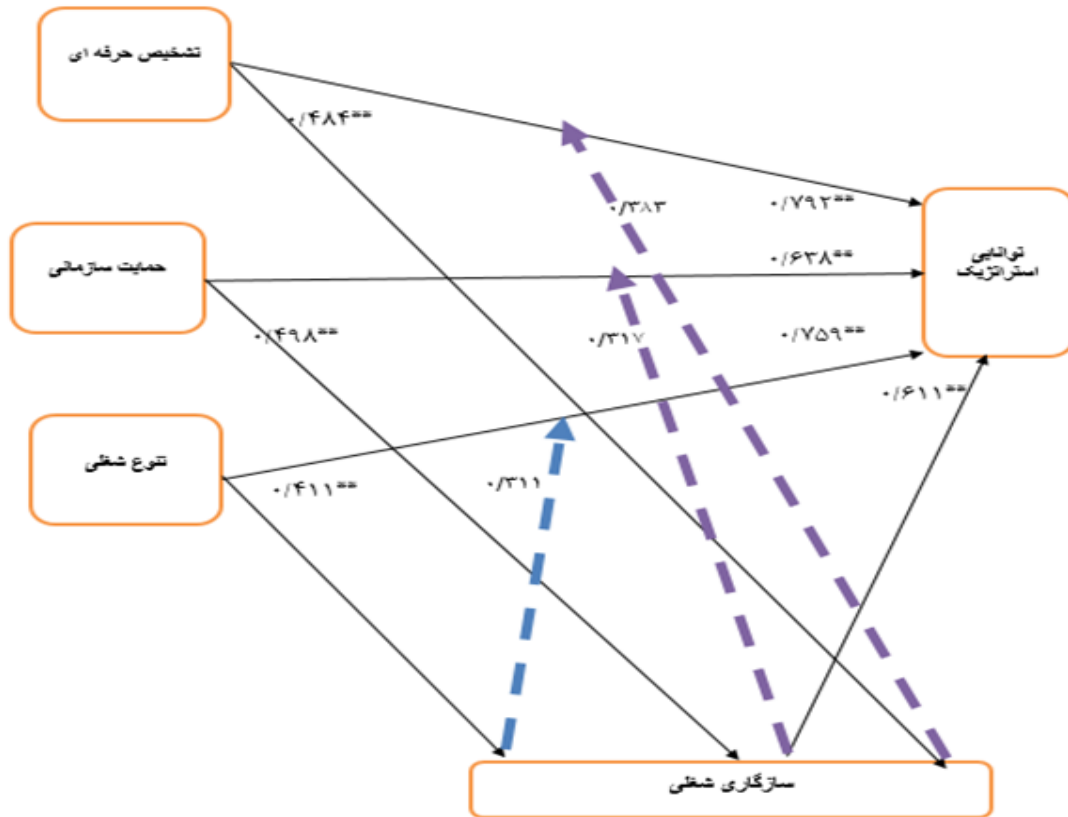 تشخیص حرفه ای
۰/۴۸۴**
۰/۳۸۳
۰/۷۹۲**
توانایی
استراتژیک
حمایت سازمانی
۰/۶۳۸**
۰/۴۹۸**
۰/۳۱۷
۰/۷۵۹**
۰/۶۱۱**
تنوع شغلی
۰/۴۱۱**
۰/۳۱۱
سازگاری شغلی